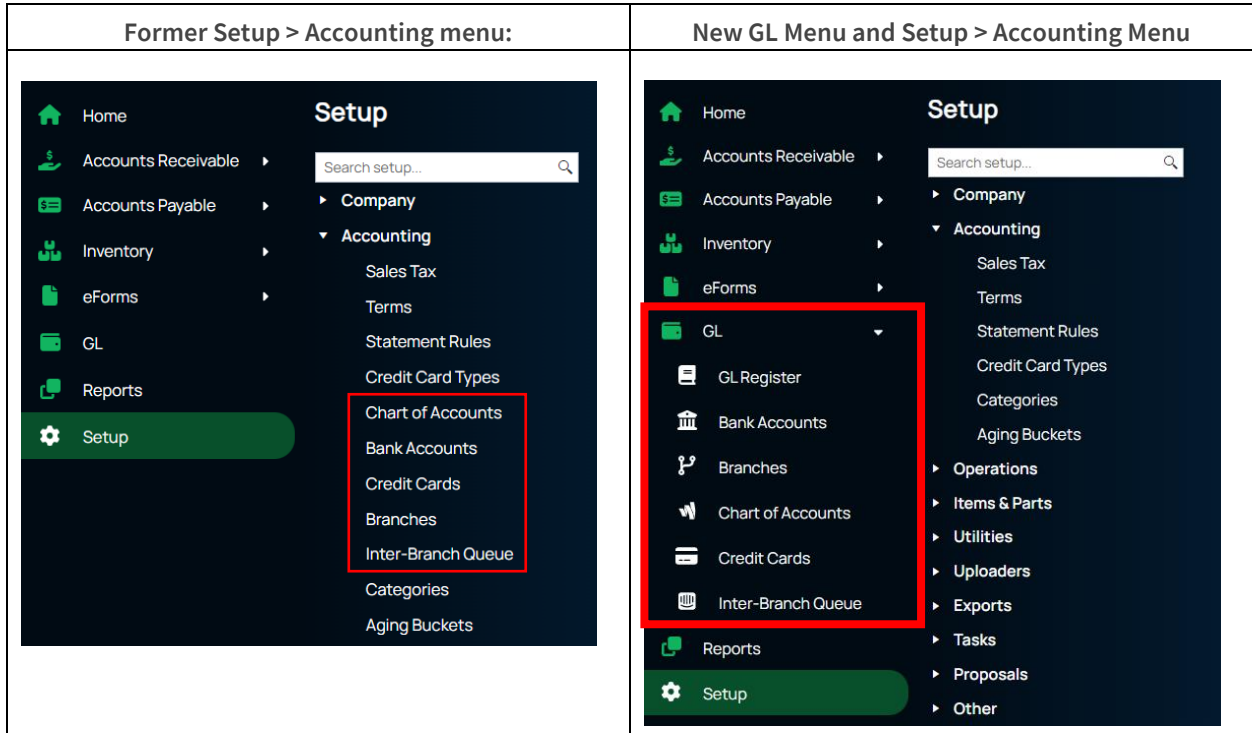 Former Setup > Accounting menu:
New GL Menu and Setup > Accounting Menu
Home
Accounts Receivable
Accounts Payable
Inventory
eForms
GL
Reports
Setup
Setup
Search setup...
Company
Accounting
Sales Tax
Terms
Statement Rules
Credit Card Types
Chart of Accounts
Bank Accounts
Credit Cards
Branches
Inter-Branch Queue
Categories
Aging Buckets
Home
Accounts Receivable
Accounts Payable
Inventory
eForms
GL
GL Register
Bank Accounts
Branches
Chart of Accounts
Credit Cards
Inter-Branch Queue
Reports
Setup
Setup
Search setup...
Company
Accounting
Sales Tax
Terms
Statement Rules
Credit Card Types
Categories
Aging Buckets
Operations
Items & Parts
Utilities
Uploaders
Exports
Tasks
Proposals
Other